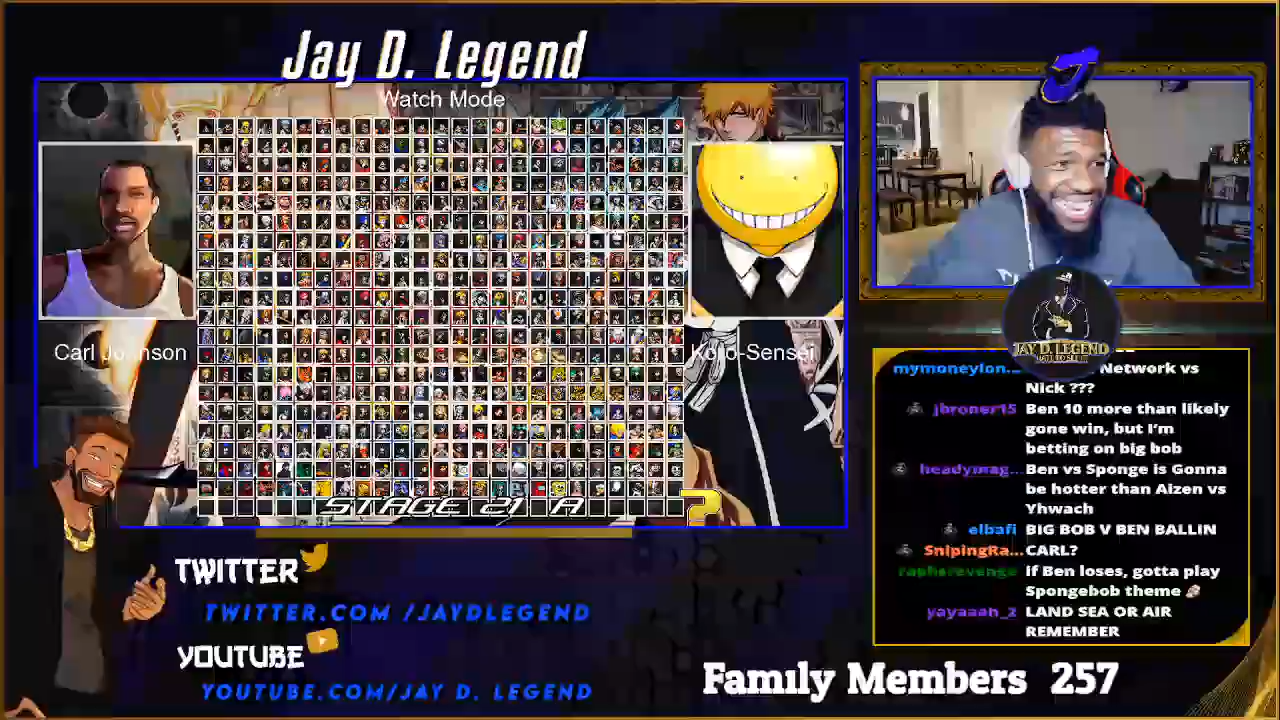 Jay D. Legend
Watch Mode
Carl Johnson
Koro-Sensei
STAGE 21 A
?
JAY D. LEGEND
Network vs
Nick ???
jbroner15 Ben 10 more than likely
gone win, but I'm
betting on big bob
headymag... Ben vs Sponge is Gonna
be hotter than Aizen vs
Yhwach
elbafi BIG BOB V BEN BALLIN
SnipingRa... CARL?
if Ben loses, gotta play
Spongebob theme
yayaaah_2 LAND SEA OR AIR
REMEMBER
TWITTER
TWITTER.COM /JAYDLEGEND
YOUTUBE
YOUTUBE.COM/JAY D. LEGEND
Family Members 257